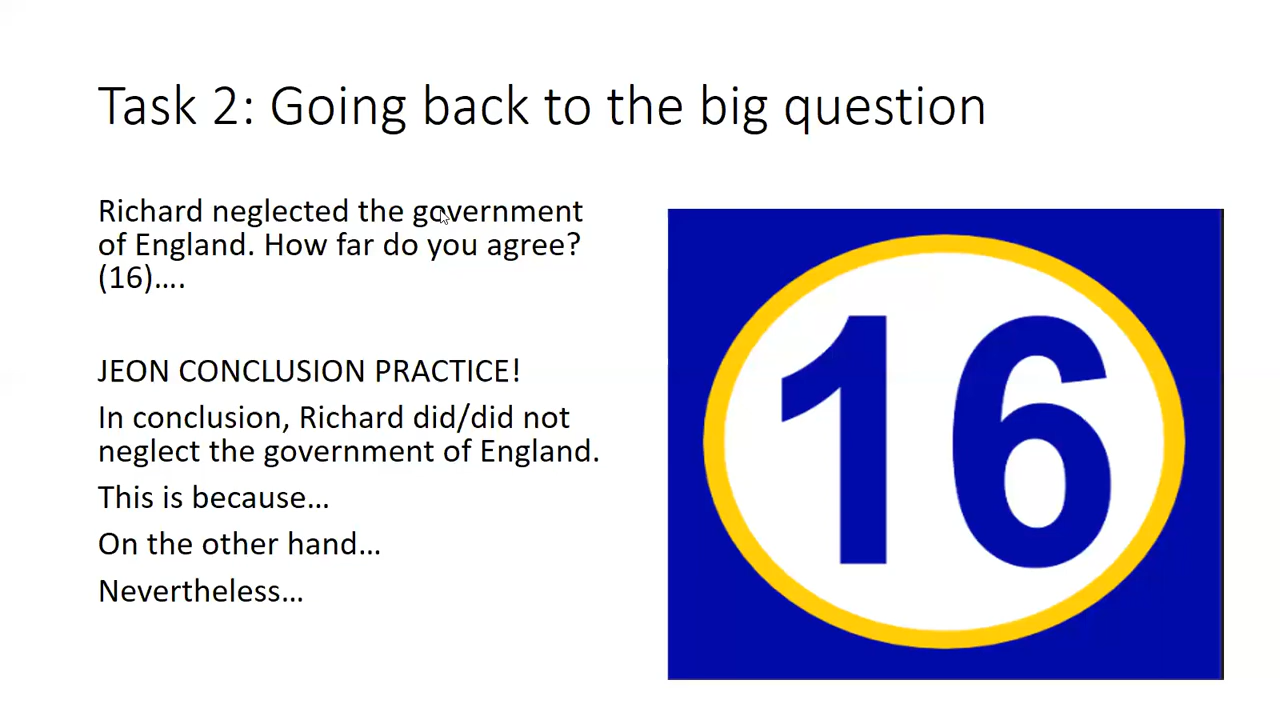 Task 2: Going back to the big question
Richard neglected the government
of England. How far do you agree?
(16)….
JEON CONCLUSION PRACTICE!
In conclusion, Richard did/did not
neglect the government of England.
This is because…
On the other hand…
Nevertheless…
16